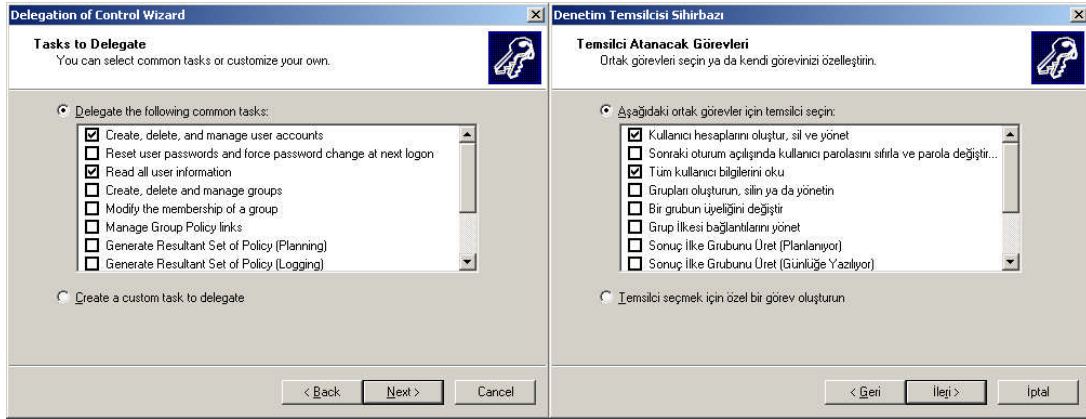 Delegation of Control Wizard
Tasks to Delegate
You can select common tasks or customize your own.
Delegate the following common tasks:
Create, delete, and manage user accounts
Reset user passwords and force password change at next logon
Read all user information
Create, delete and manage groups
Modify the membership of a group
Manage Group Policy links
Generate Resultant Set of Policy (Planning)
Generate Resultant Set of Policy (Logging)
Create a custom task to delegate
< Back
Next >
Cancel
Denetim Temsilcisi Sihirbazı
Temsilci Atanacak Görevleri
Ortak görevleri seçin ya da kendi görevinizi özelleştirin.
Aşağıdaki ortak görevler için temsilci seçin:
Kullanıcı hesaplarını oluştur, sil ve yönet
Sonraki oturum açılışında kullanıcı parolasını sıfırla ve parola değiştir...
Tüm kullanıcı bilgilerini oku
Grupları oluşturun, silin ya da yönetin
Bir grubun üyeliğini değiştir
Grup İlkesi bağlantılarını yönet
Sonuç İlke Grubunu Üret (Planlanıyor)
Sonuç İlke Grubunu Üret (Günlüğe Yazılıyor)
Temsilci seçmek için özel bir görev oluşturun
< Geri
İleri >
İptal